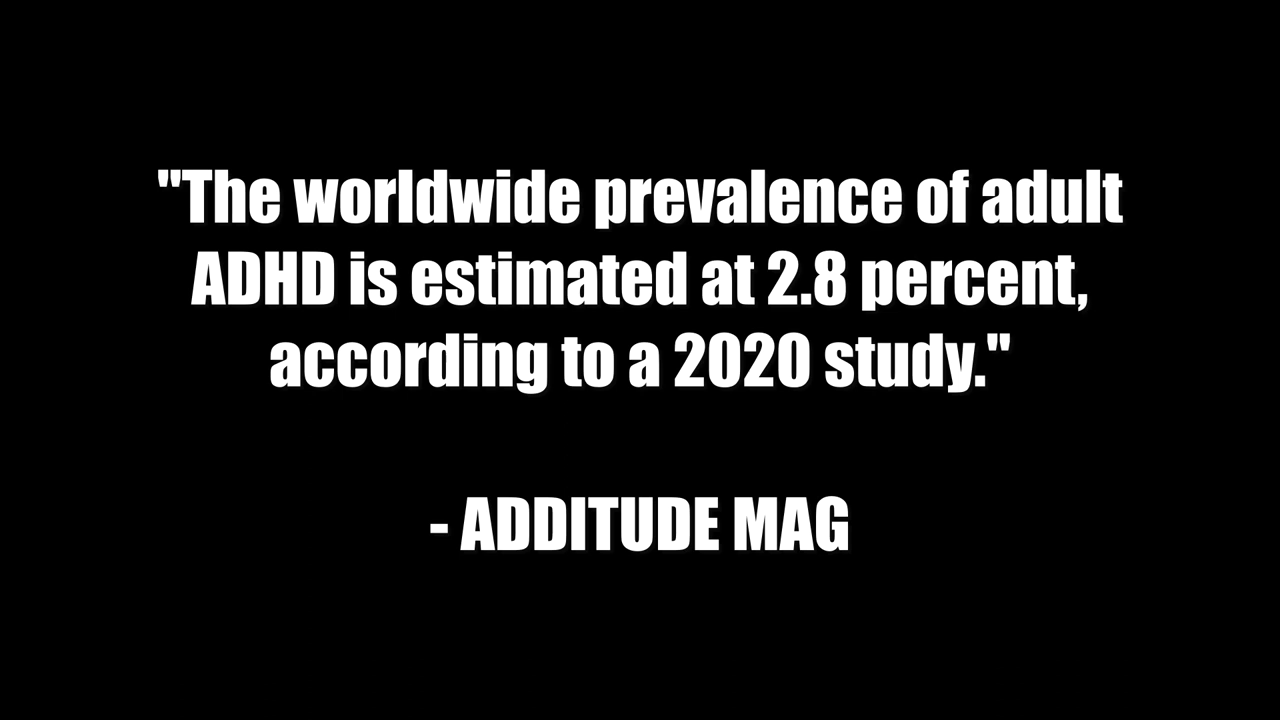 "The worldwide prevalence of adult
ADHD is estimated at 2.8 percent,
according to a 2020 study."
- ADDITUDE MAG